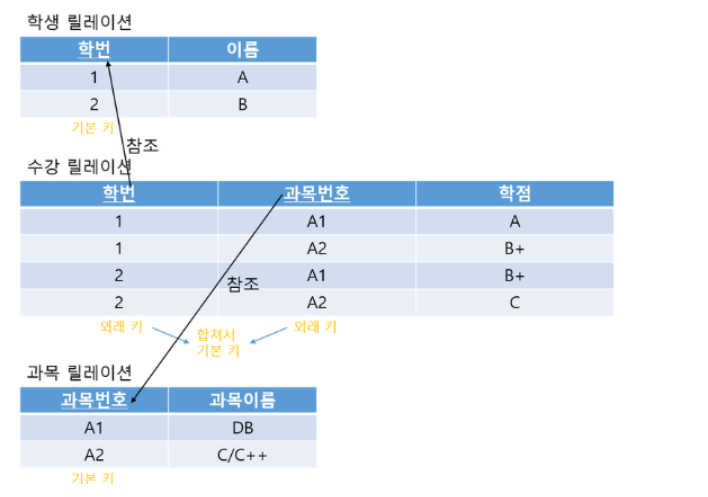 학생 릴레이션
학번 이름
1 A
2 B
기본 키
참조
수강 릴레이션
학번 과목번호 학점
1 A1 A
1 A2 B+
2 A1 B+
참조
2 A2 C
외래 키 합쳐서 기본 키 외래 키
과목 릴레이션
과목번호 과목이름
A1 DB
A2 C/C++
기본 키